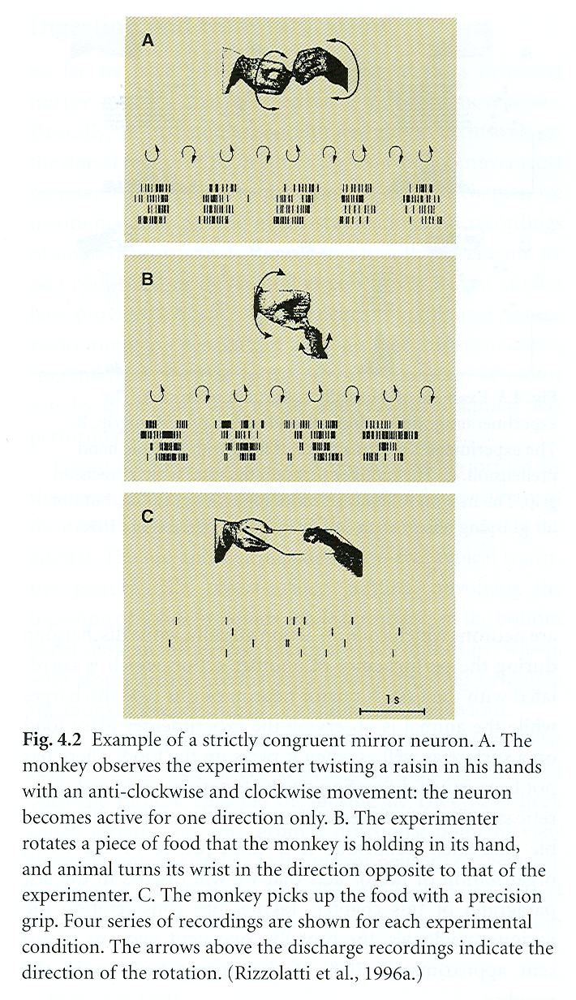 A
B
C
1 s
Fig. 4.2 Example of a strictly congruent mirror neuron. A. The
monkey observes the experimenter twisting a raisin in his hands
with an anti-clockwise and clockwise movement: the neuron
becomes active for one direction only. B. The experimenter
rotates a piece of food that the monkey is holding in its hand,
and animal turns its wrist in the direction opposite to that of the
experimenter. C. The monkey picks up the food with a precision
grip. Four series of recordings are shown for each experimental
condition. The arrows above the discharge recordings indicate the
direction of the rotation. (Rizzolatti et al., 1996a.)